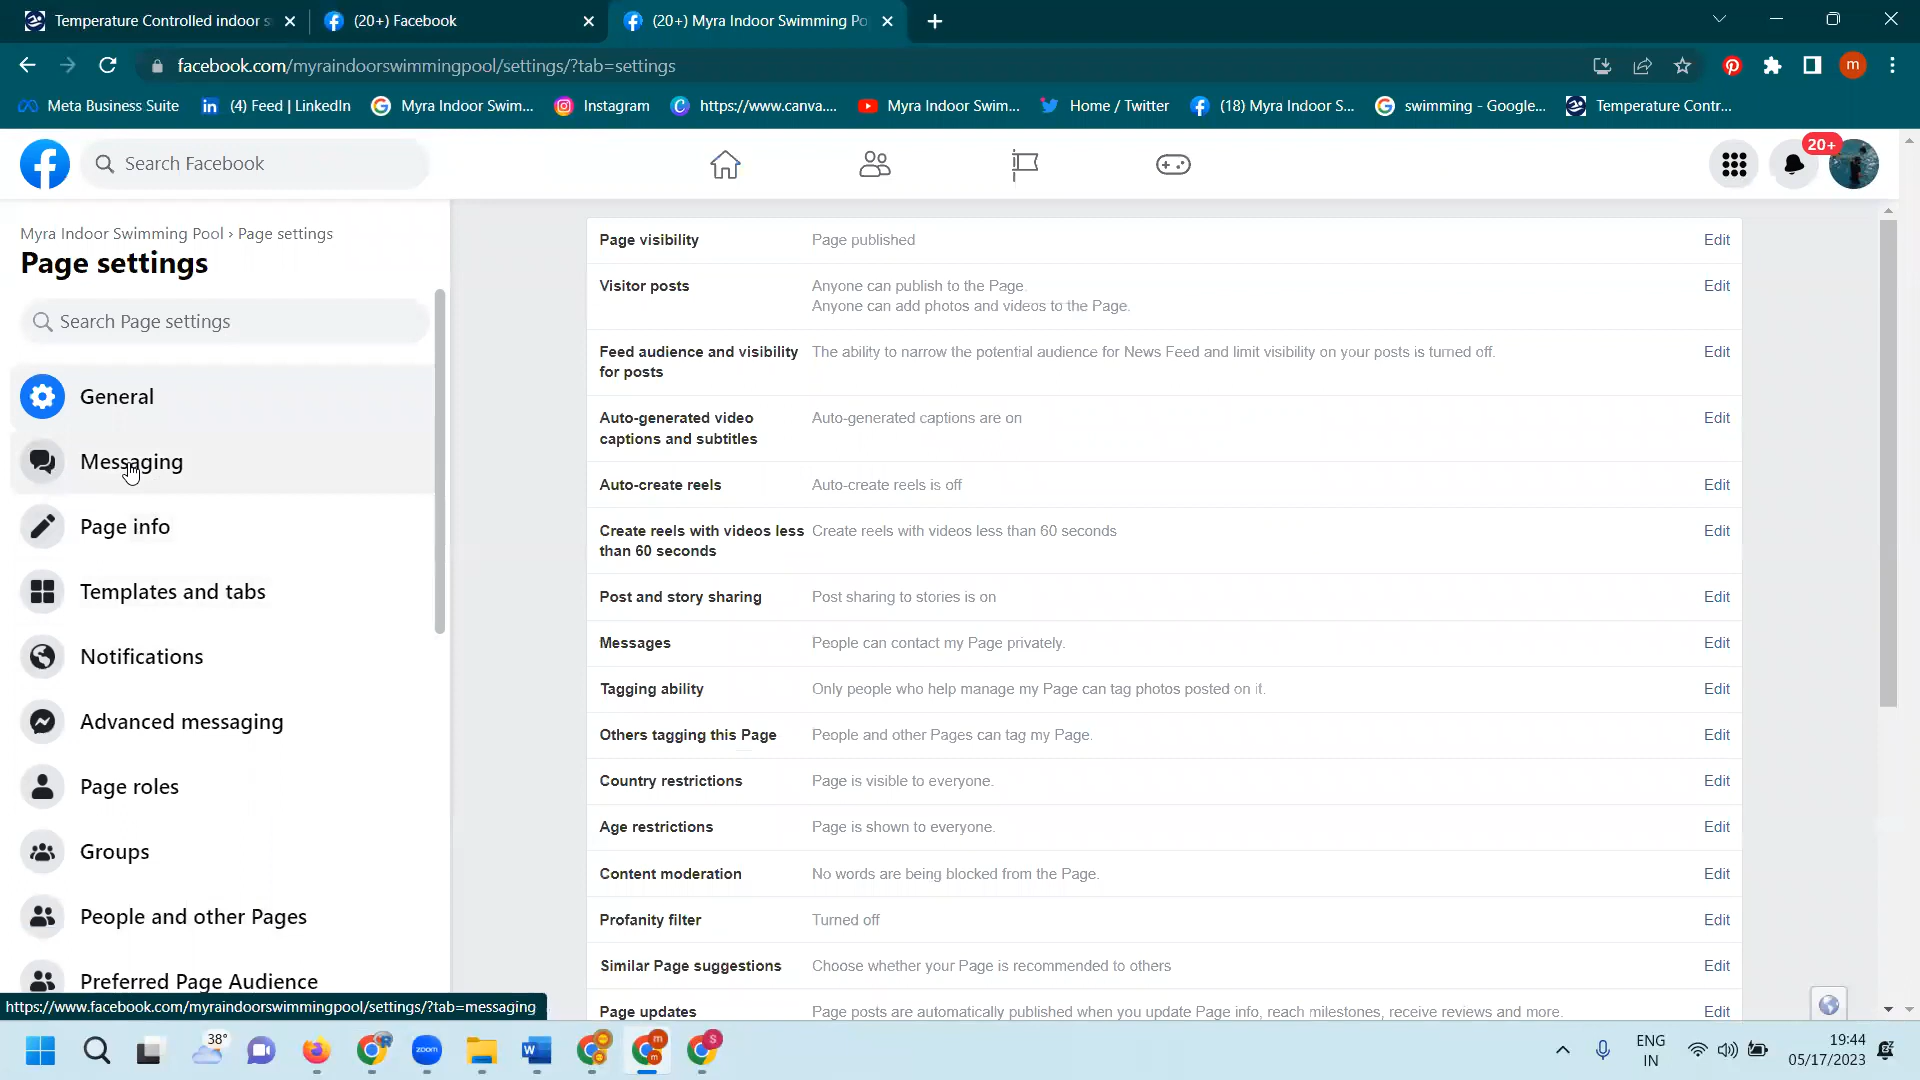 Temperature Controlled indoor s
(20+) Facebook
(20+) Myra Indoor Swimming Po
facebook.com/myraindoorswimmingpool/settings/?tab=settings
m
Meta Business Suite
(4) Feed | LinkedIn
Myra Indoor Swim...
Instagram
https://www.canva....
Myra Indoor Swim...
Home / Twitter
(18) Myra Indoor S...
swimming - Google...
Temperature Contr...
Search Facebook
20+
Myra Indoor Swimming Pool › Page settings
Page settings
Search Page settings
General
Messaging
Page info
Templates and tabs
Notifications
Advanced messaging
Page roles
Groups
People and other Pages
Preferred Page Audience
https://www.facebook.com/myraindoorswimmingpool/settings/?tab=messaging
Page visibility Page published Edit
Visitor posts Anyone can publish to the Page. Edit
Anyone can add photos and videos to the Page.
Feed audience and visibility The ability to narrow the potential audience for News Feed and limit visibility on your posts is turned off. Edit
for posts
Auto-generated video Auto-generated captions are on Edit
captions and subtitles
Auto-create reels Auto-create reels is off Edit
Create reels with videos less Create reels with videos less than 60 seconds Edit
than 60 seconds
Post and story sharing Post sharing to stories is on Edit
Messages People can contact my Page privately. Edit
Tagging ability Only people who help manage my Page can tag photos posted on it. Edit
Others tagging this Page People and other Pages can tag my Page. Edit
Country restrictions Page is visible to everyone. Edit
Age restrictions Page is shown to everyone. Edit
Content moderation No words are being blocked from the Page. Edit
Profanity filter Turned off Edit
Similar Page suggestions Choose whether your Page is recommended to others Edit
Page updates Page posts are automatically published when you update Page info, reach milestones, receive reviews and more. Edit
38°
zoom
ENG
IN
19:44
05/17/2023